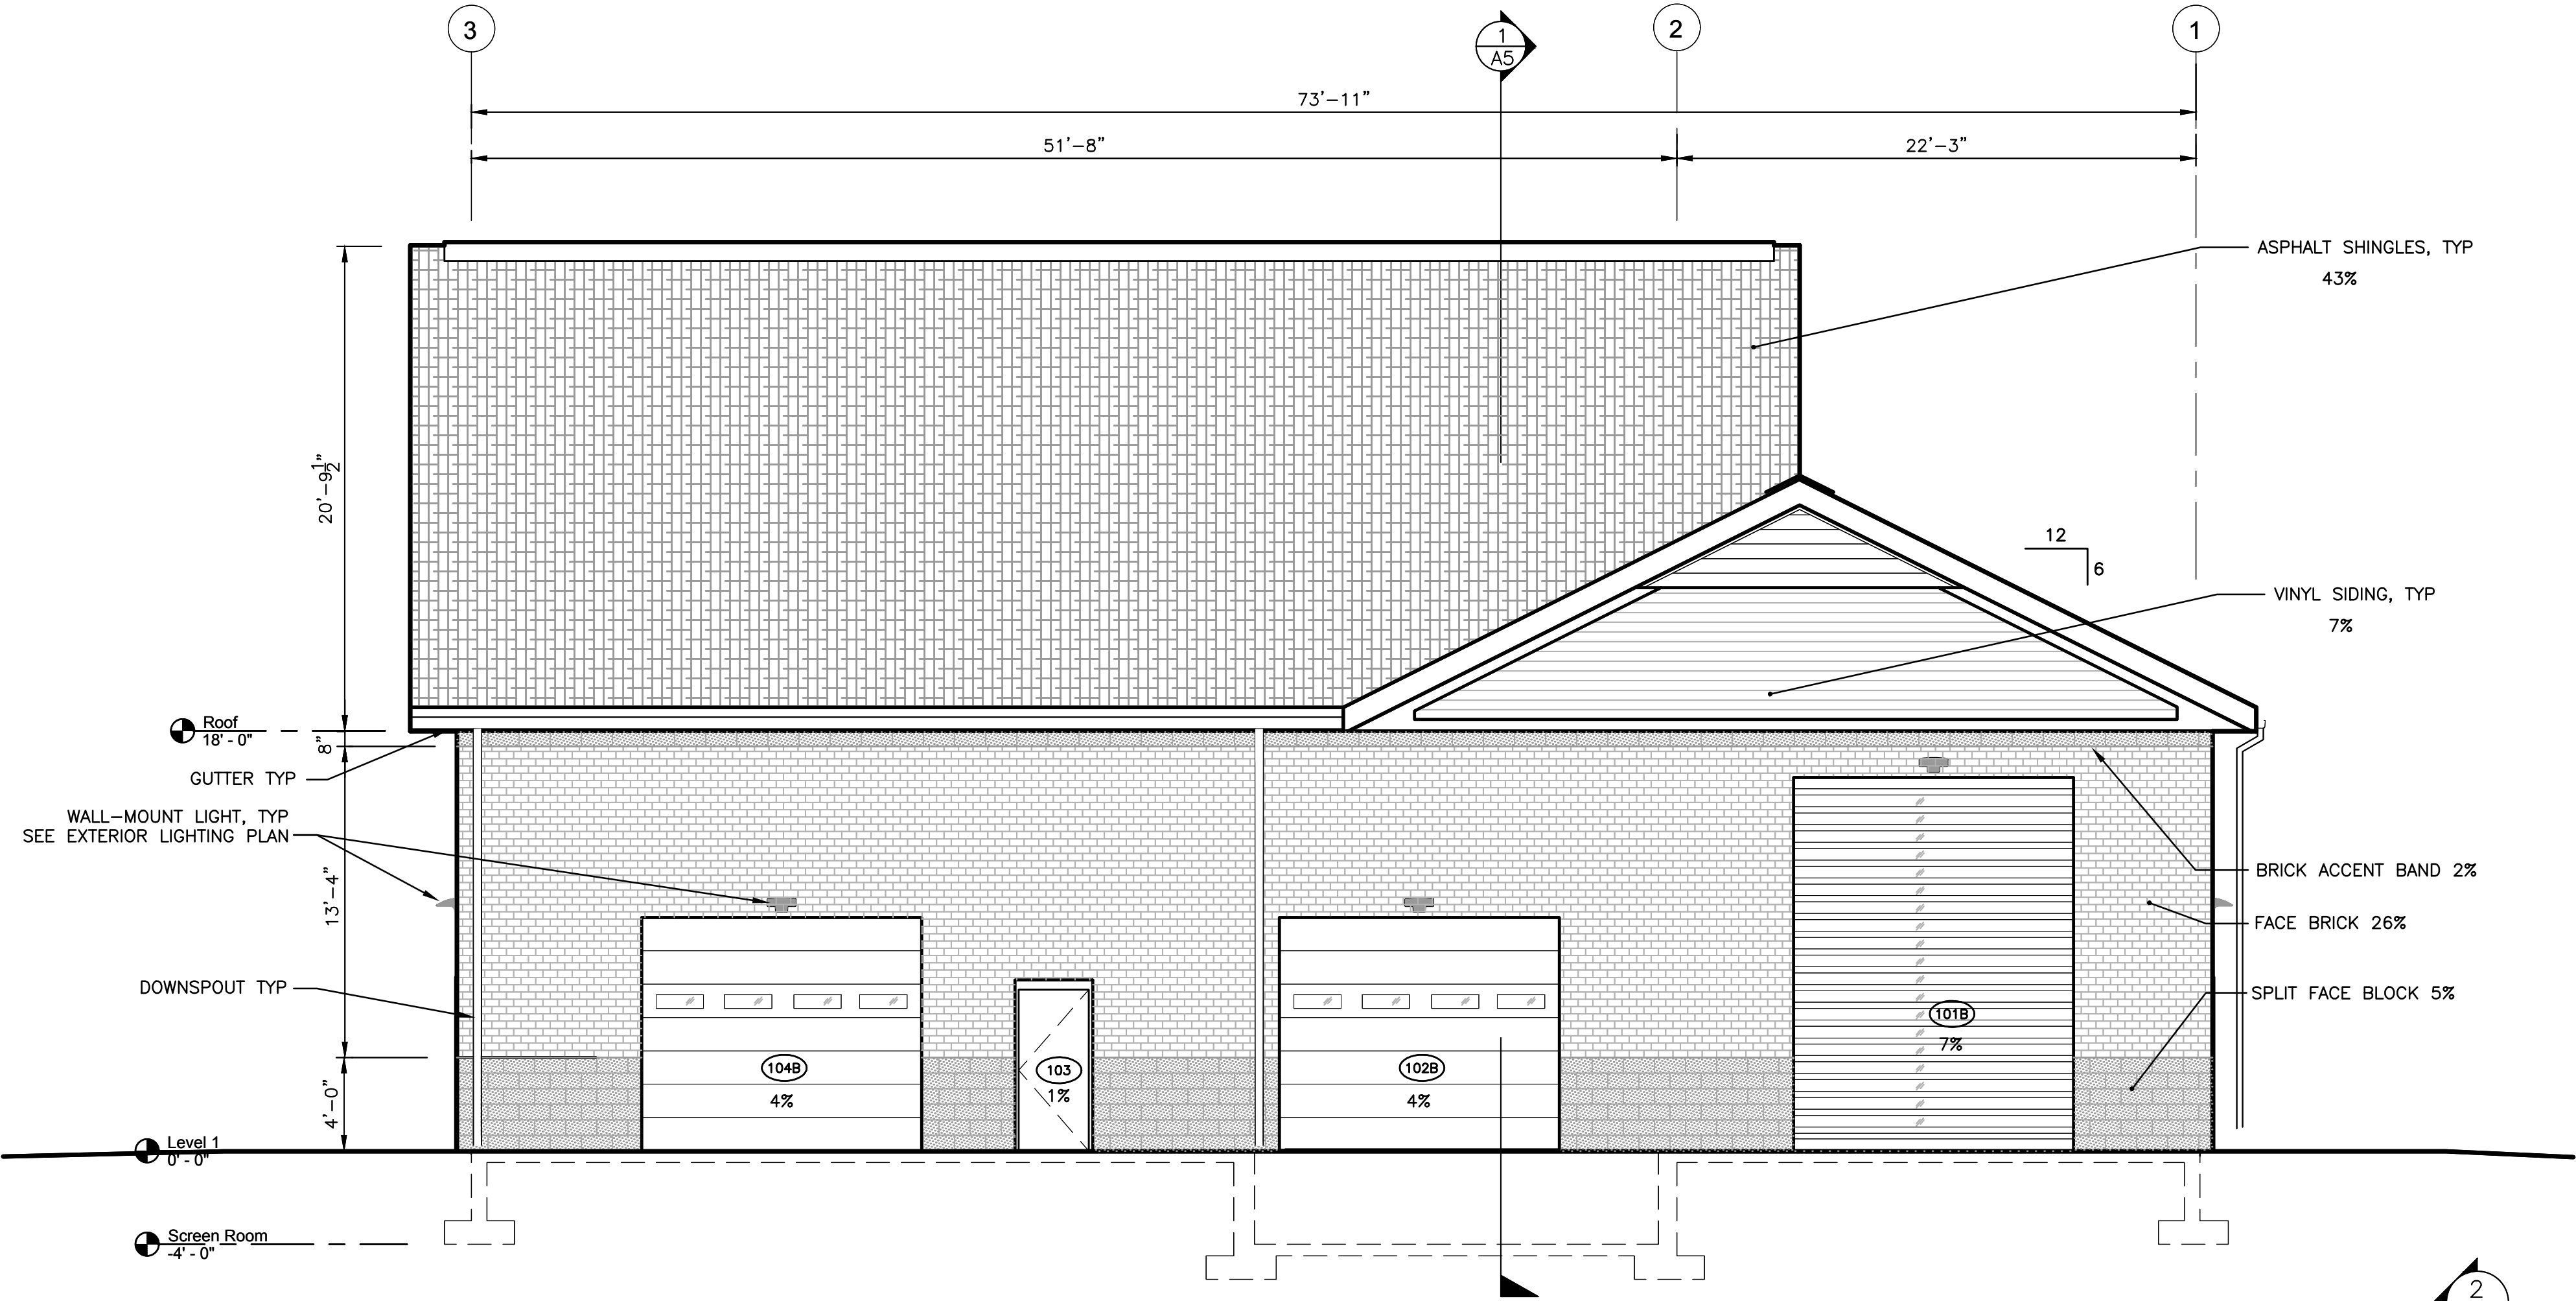 3
1
A5
2
1
73'-11"
51'-8"
22'-3"
ASPHALT SHINGLES, TYP
43%
20'-9 1/2"
12
6
VINYL SIDING, TYP
7%
Roof
18' - 0"
8"
GUTTER TYP
WALL-MOUNT LIGHT, TYP
SEE EXTERIOR LIGHTING PLAN
13'-4"
BRICK ACCENT BAND 2%
FACE BRICK 26%
DOWNSPOUT TYP
SPLIT FACE BLOCK 5%
101B
7%
104B
4%
103
1%
102B
4%
4'-0"
Level 1
0' - 0"
Screen Room
-4' - 0"
2